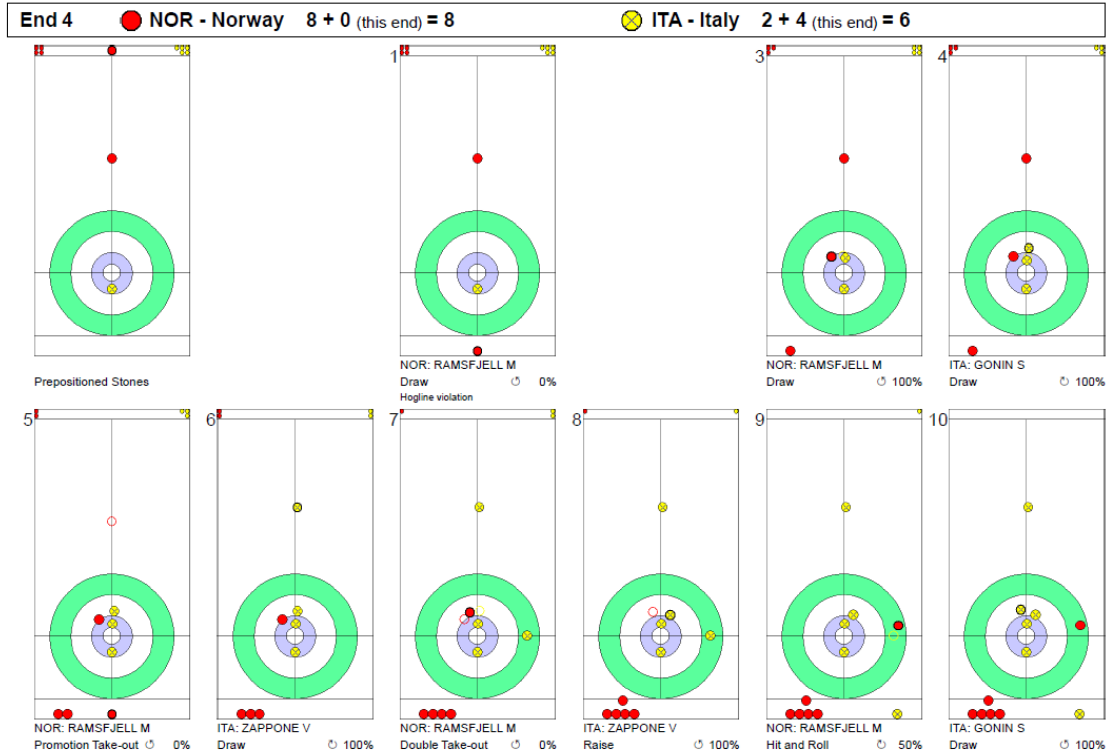 End 4 NOR - Norway 8 + 0 (this end) = 8 ITA - Italy 2 + 4 (this end) = 6
1 3 4
Prepositioned Stones
NOR: RAMSFJELL M
Draw ↺ 0%
Hogline violation
NOR: RAMSFJELL M
Draw ↺ 100%
ITA: GONIN S
Draw ↺ 100%
5 6 7 8 9 10
NOR: RAMSFJELL M
Promotion Take-out ↺ 0%
ITA: ZAPPONE V
Draw ↺ 100%
NOR: RAMSFJELL M
Double Take-out ↺ 0%
ITA: ZAPPONE V
Raise ↺ 100%
NOR: RAMSFJELL M
Hit and Roll ↺ 50%
ITA: GONIN S
Draw ↺ 100%